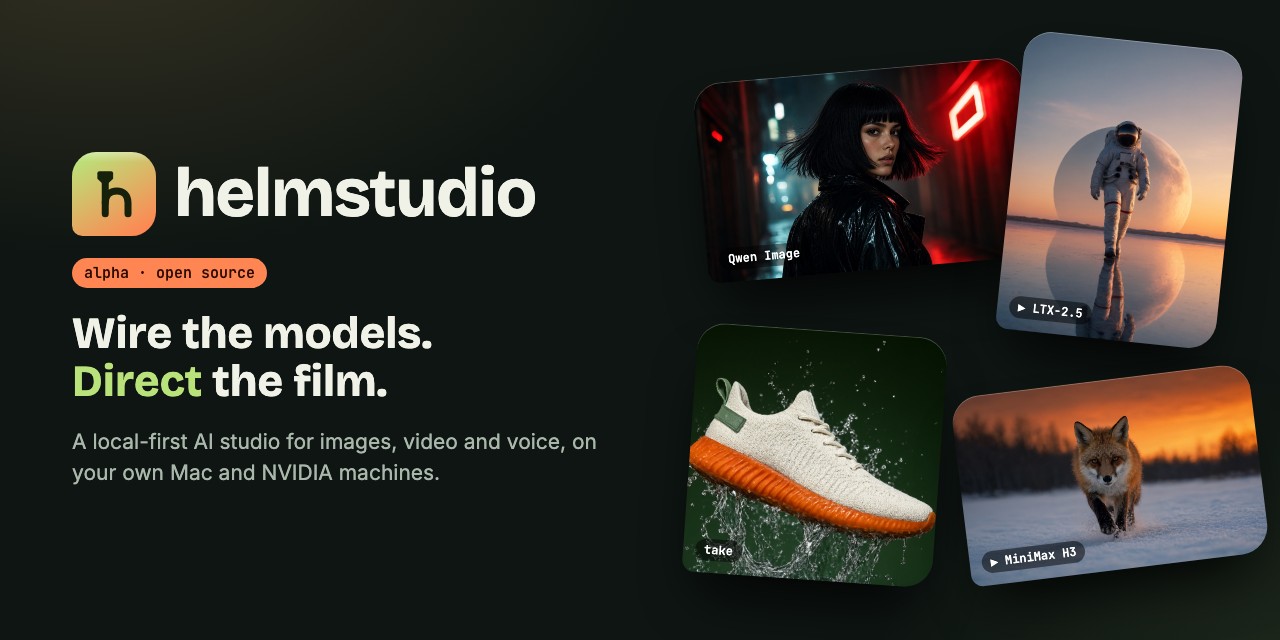 helmstudio
alpha · open source
Wire the models.
Direct the film.
A local-first AI studio for images, video and voice, on
your own Mac and NVIDIA machines.
Qwen Image
▶ LTX-2.5
take
▶ MiniMax H3